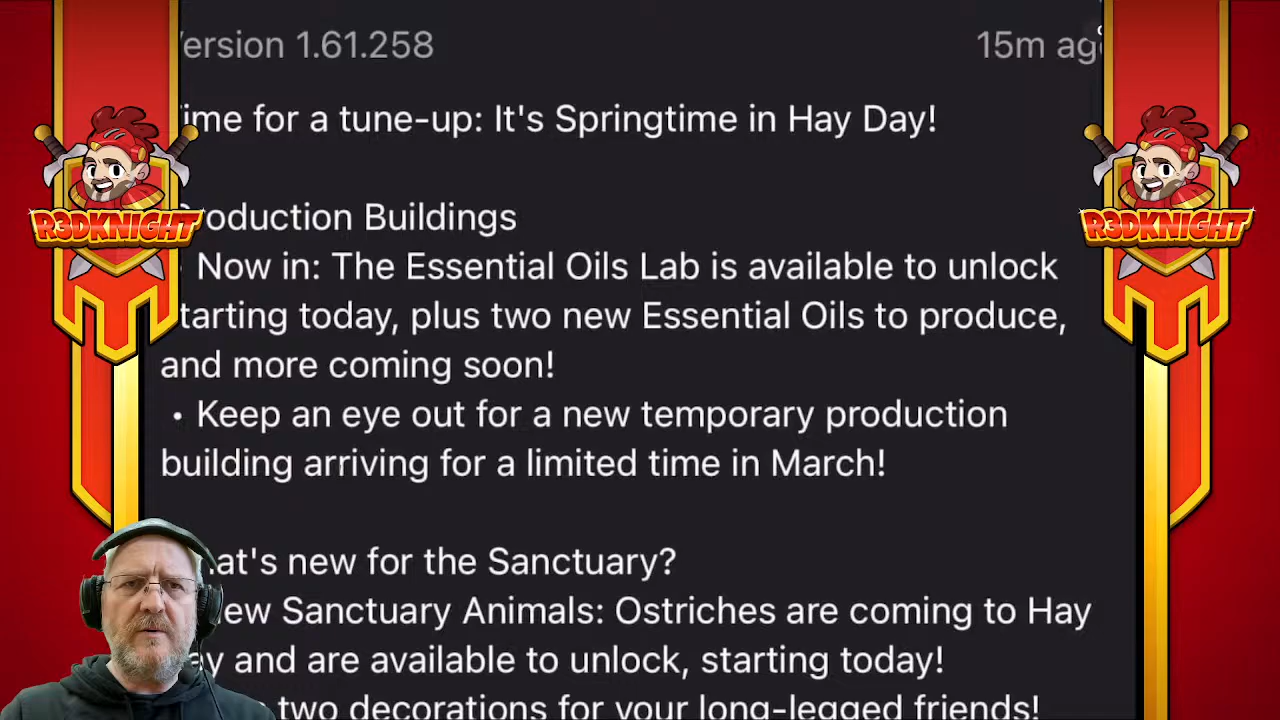 ersion 1.61.258
15m ag
ime for a tune-up: It's Springtime in Hay Day!
R3DKNIGHT
R3DKNIGHT
roduction Buildings
Now in: The Essential Oils Lab is available to unlock
tarting today, plus two new Essential Oils to produce,
and more coming soon!
• Keep an eye out for a new temporary production
building arriving for a limited time in March!
at's new for the Sanctuary?
ew Sanctuary Animals: Ostriches are coming to Hay
ay and are available to unlock, starting today!
two decorations for your long-legged friends!